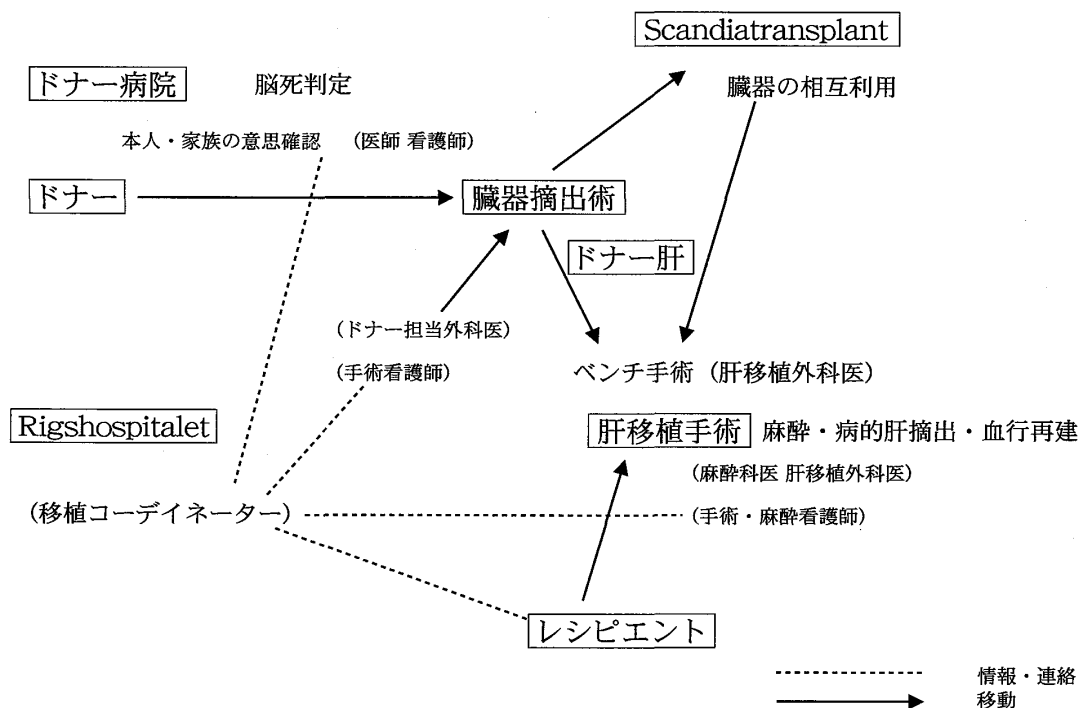 Scandiatransplant
ドナー病院 脳死判定
臓器の相互利用
本人・家族の意思確認 (医師 看護師)
ドナー
臓器摘出術
ドナー肝
(ドナー担当外科医)
(手術看護師)
ベンチ手術 (肝移植外科医)
Rigshospitalet
肝移植手術 麻酔・病的肝摘出・血行再建
(麻酔科医 肝移植外科医)
(移植コーデイネーター)
(手術・麻酔看護師)
レシピエント
情報・連絡
移動